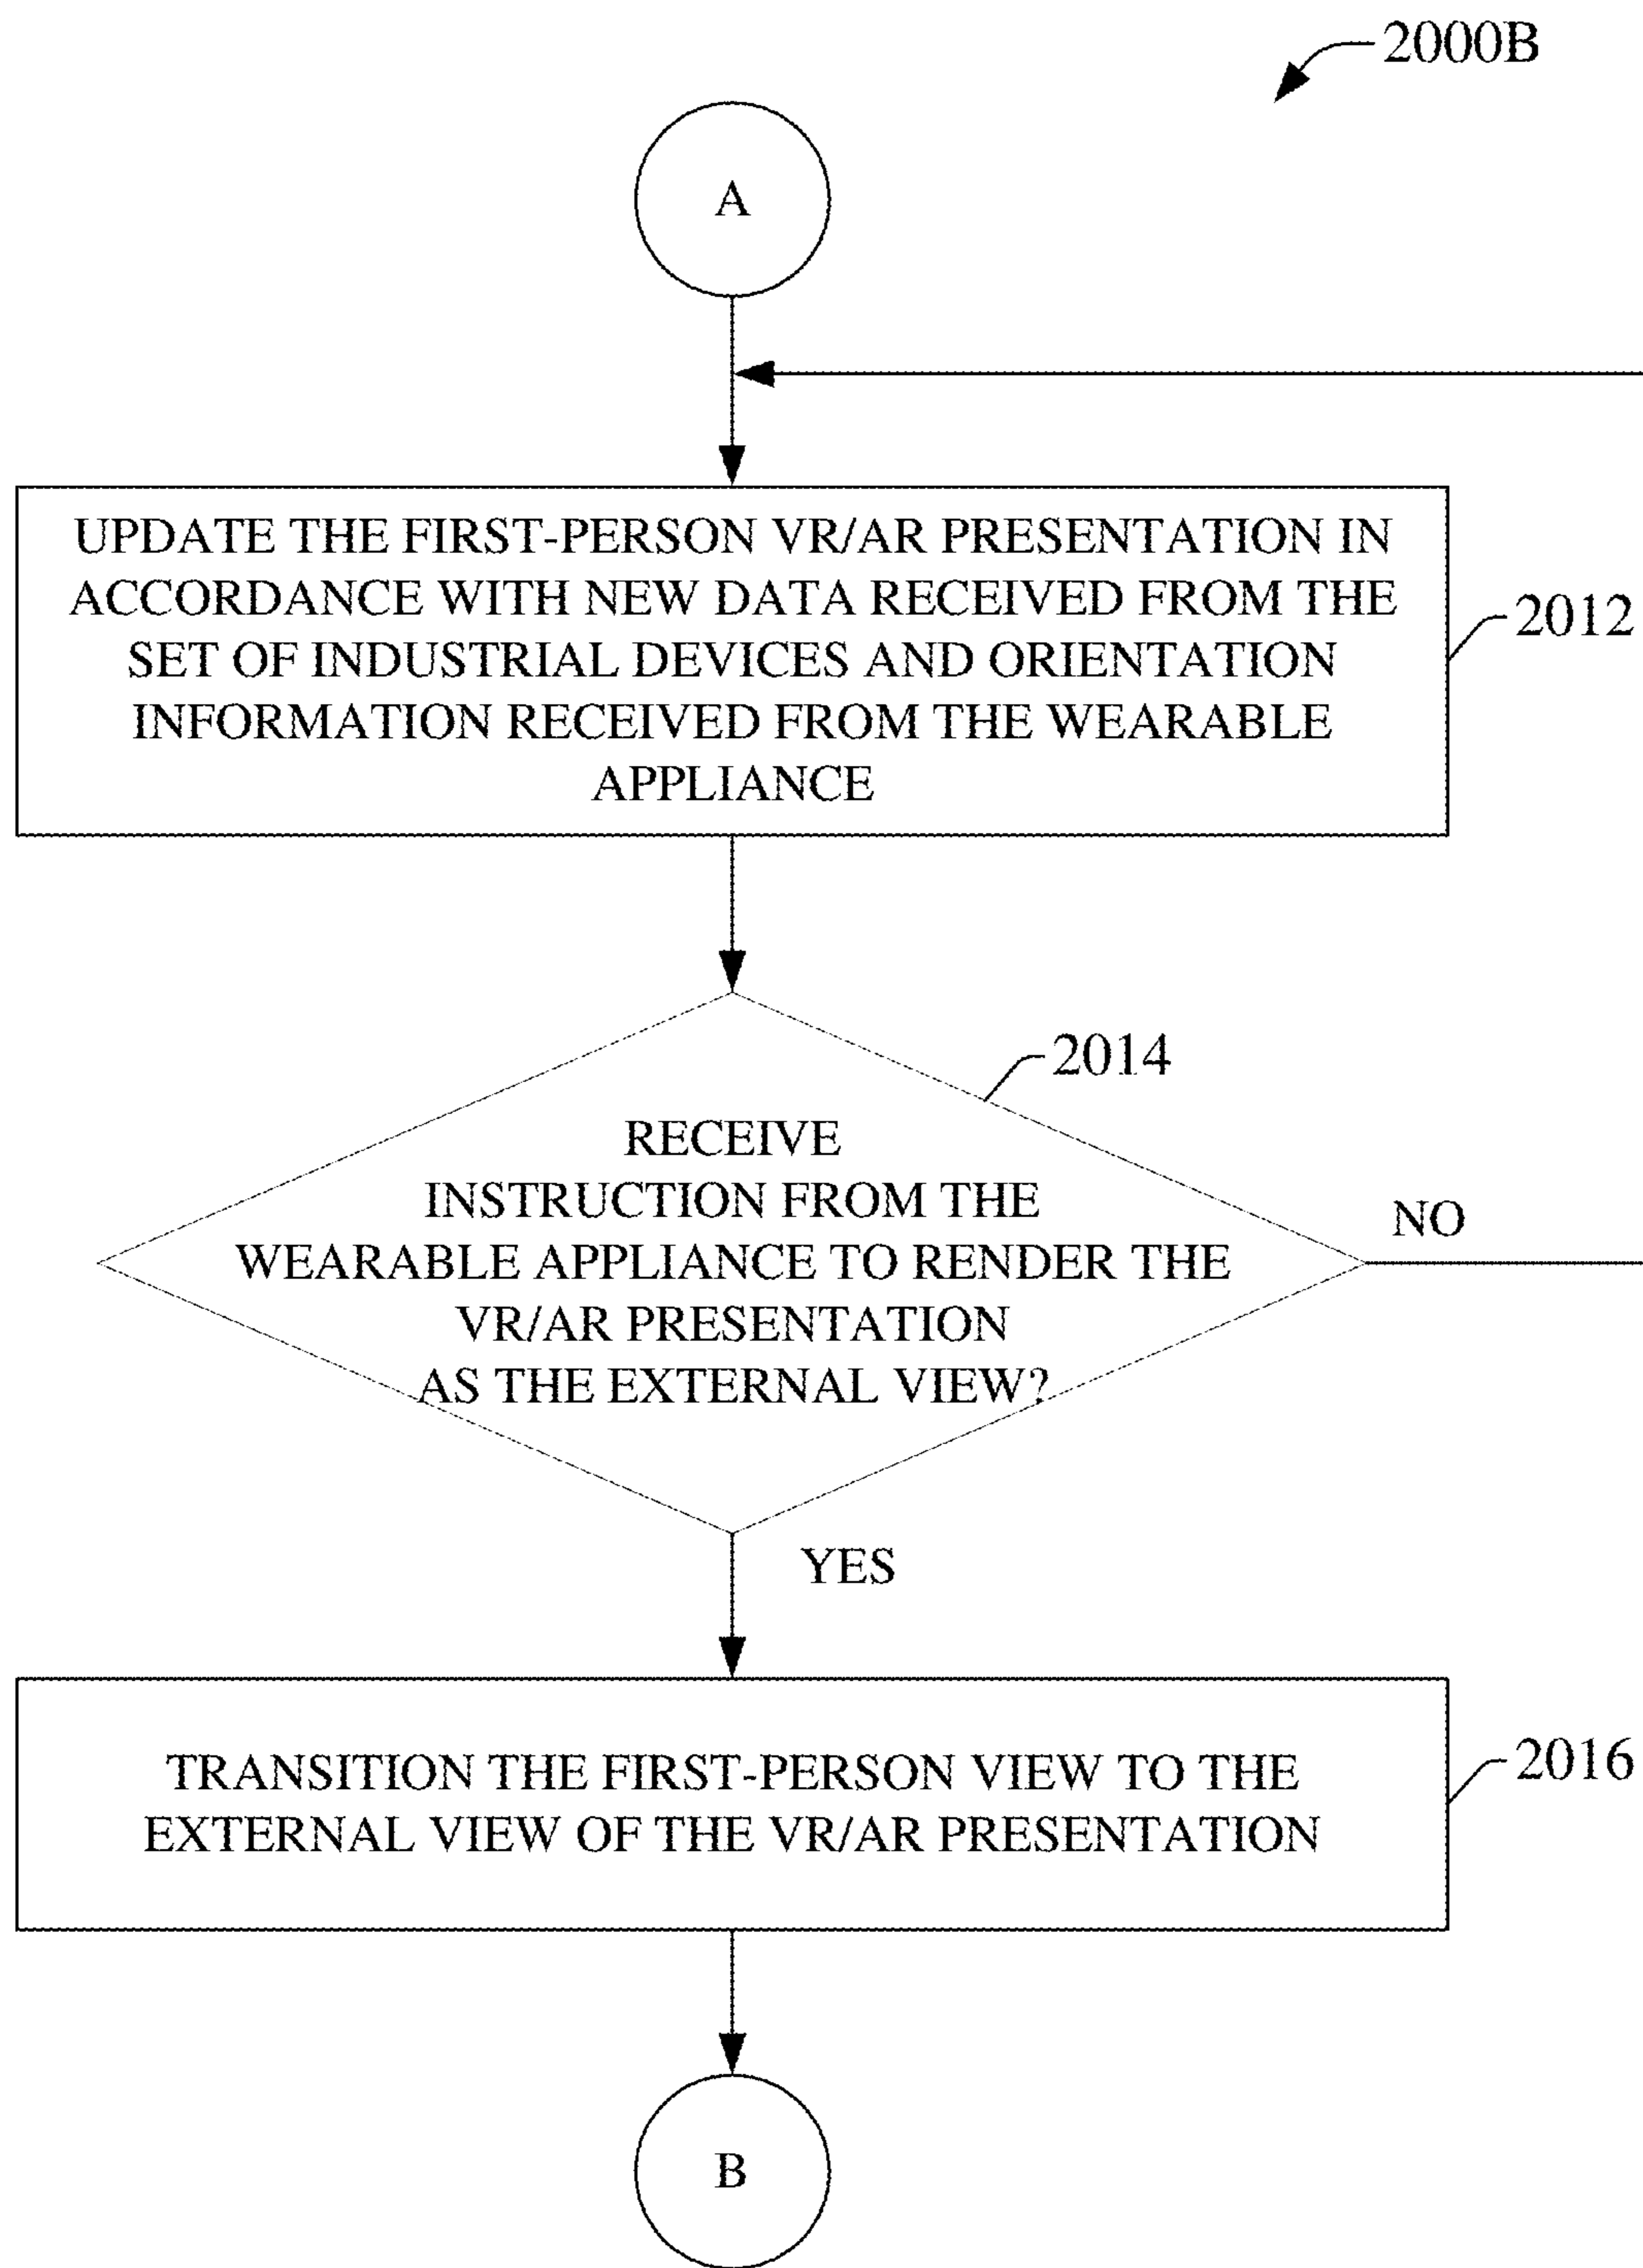 2000B
A
UPDATE THE FIRST-PERSON VR/AR PRESENTATION IN
ACCORDANCE WITH NEW DATA RECEIVED FROM THE
SET OF INDUSTRIAL DEVICES AND ORIENTATION
INFORMATION RECEIVED FROM THE WEARABLE
APPLIANCE
2012
2014
RECEIVE
INSTRUCTION FROM THE
WEARABLE APPLIANCE TO RENDER THE
VR/AR PRESENTATION
AS THE EXTERNAL VIEW?
NO
YES
TRANSITION THE FIRST-PERSON VIEW TO THE
EXTERNAL VIEW OF THE VR/AR PRESENTATION
2016
B